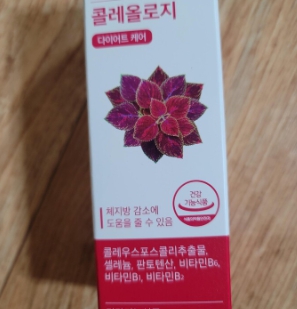 콜레올로지
다이어트 케어
체지방 감소에
도움을 줄 수 있음
건강
기능식품
콜레우스포스콜리추출물,
셀레늄, 판토텐산, 비타민B6,
비타민B1, 비타민B2